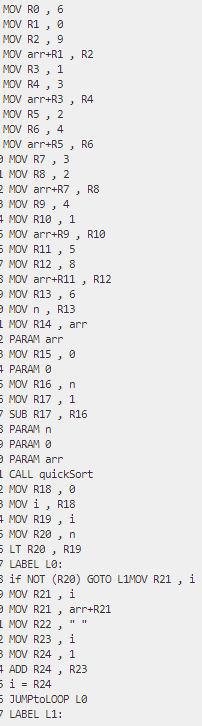 MOV R0 , 6
MOV R1 , 0
MOV R2 , 9
MOV arr+R1 , R2
MOV R3 , 1
MOV R4 , 3
MOV arr+R3 , R4
MOV R5 , 2
MOV R6 , 4
MOV arr+R5 , R6
0 MOV R7 , 3
1 MOV R8 , 2
2 MOV arr+R7 , R8
3 MOV R9 , 4
4 MOV R10 , 1
5 MOV arr+R9 , R10
6 MOV R11 , 5
7 MOV R12 , 8
8 MOV arr+R11 , R12
9 MOV R13 , 6
0 MOV n , R13
1 MOV R14 , arr
2 PARAM arr
3 MOV R15 , 0
4 PARAM 0
5 MOV R16 , n
6 MOV R17 , 1
7 SUB R17 , R16
8 PARAM n
9 PARAM 0
0 PARAM arr
1 CALL quickSort
2 MOV R18 , 0
3 MOV i , R18
4 MOV R19 , i
5 MOV R20 , n
6 LT R20 , R19
7 LABEL L0:
8 if NOT (R20) GOTO L1MOV R21 , i
9 MOV R21 , i
0 MOV R21 , arr+R21
1 MOV R22 , " "
2 MOV R23 , i
3 MOV R24 , 1
4 ADD R24 , R23
5 i = R24
6 JUMPtoLOOP L0
7 LABEL L1: